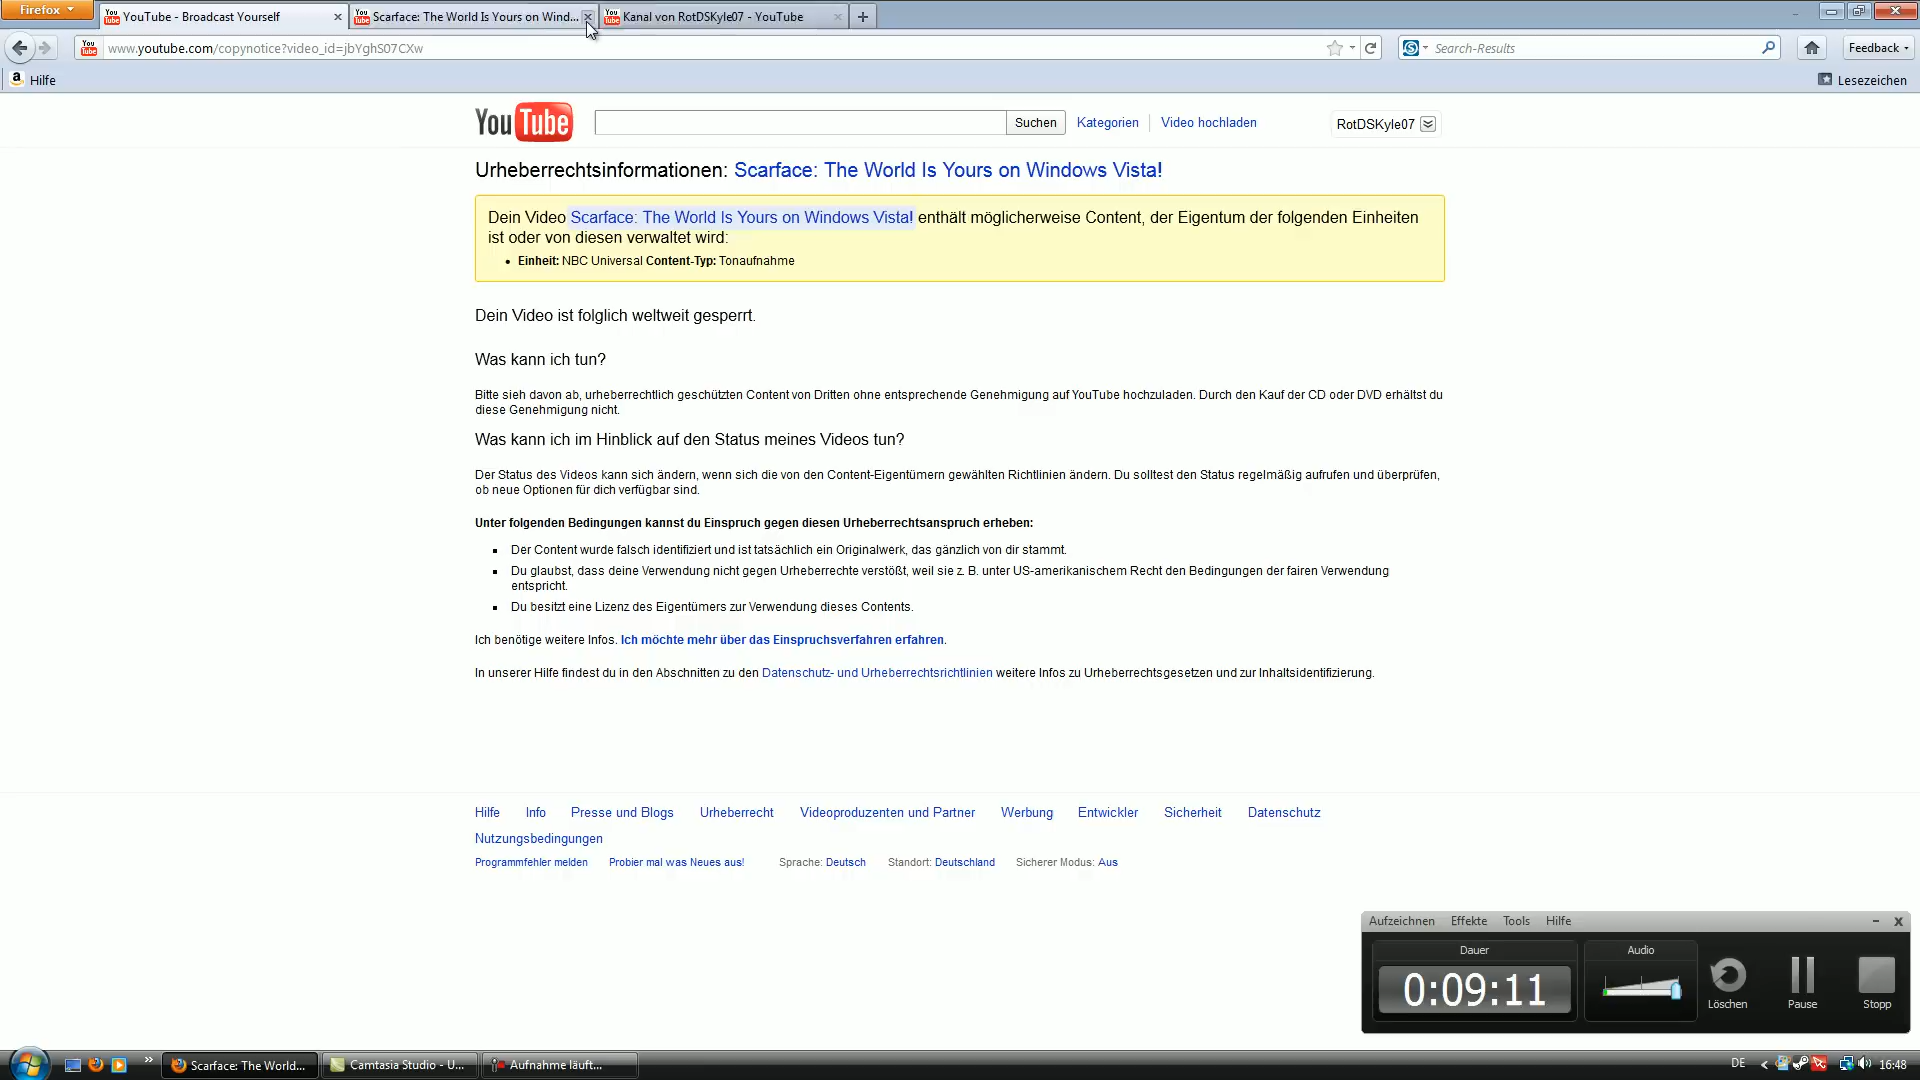 Firefox
YouTube - Broadcast Yourself
Scarface: The World Is Yours on Wind...
Kanal von RotDSKyle07 - YouTube
www.youtube.com/copynotice?video_id=jbYghS07CXw
Search-Results
Feedback
Hilfe
Lesezeichen
YouTube
Suchen
Kategorien
Video hochladen
RotDSKyle07
Urheberrechtsinformationen: Scarface: The World Is Yours on Windows Vista!
Dein Video Scarface: The World Is Yours on Windows Vista! enthält möglicherweise Content, der Eigentum der folgenden Einheiten
ist oder von diesen verwaltet wird:
• Einheit: NBC Universal Content-Typ: Tonaufnahme
Dein Video ist folglich weltweit gesperrt.
Was kann ich tun?
Bitte sieh davon ab, urheberrechtlich geschützten Content von Dritten ohne entsprechende Genehmigung auf YouTube hochzuladen. Durch den Kauf der CD oder DVD erhältst du
diese Genehmigung nicht.
Was kann ich im Hinblick auf den Status meines Videos tun?
Der Status des Videos kann sich ändern, wenn sich die von den Content-Eigentümern gewählten Richtlinien ändern. Du solltest den Status regelmäßig aufrufen und überprüfen,
ob neue Optionen für dich verfügbar sind.
Unter folgenden Bedingungen kannst du Einspruch gegen diesen Urheberrechtsanspruch erheben:
Der Content wurde falsch identifiziert und ist tatsächlich ein Originalwerk, das gänzlich von dir stammt.
Du glaubst, dass deine Verwendung nicht gegen Urheberrechte verstößt, weil sie z. B. unter US-amerikanischem Recht den Bedingungen der fairen Verwendung
entspricht.
Du besitzt eine Lizenz des Eigentümers zur Verwendung dieses Contents.
Ich benötige weitere Infos. Ich möchte mehr über das Einspruchsverfahren erfahren.
In unserer Hilfe findest du in den Abschnitten zu den Datenschutz- und Urheberrechtsrichtlinien weitere Infos zu Urheberrechtsgesetzen und zur Inhaltsidentifizierung.
Hilfe Info Presse und Blogs Urheberrecht Videoproduzenten und Partner Werbung Entwickler Sicherheit Datenschutz
Nutzungsbedingungen
Programmfehler melden Probier mal was Neues aus! Sprache: Deutsch Standort: Deutschland Sicherer Modus: Aus
Aufzeichnen Effekte Tools Hilfe
Dauer
Audio
0:09:11
Löschen
Pause
Stopp
Scarface: The World...
Camtasia Studio - U...
Aufnahme läuft...
DE
16:48